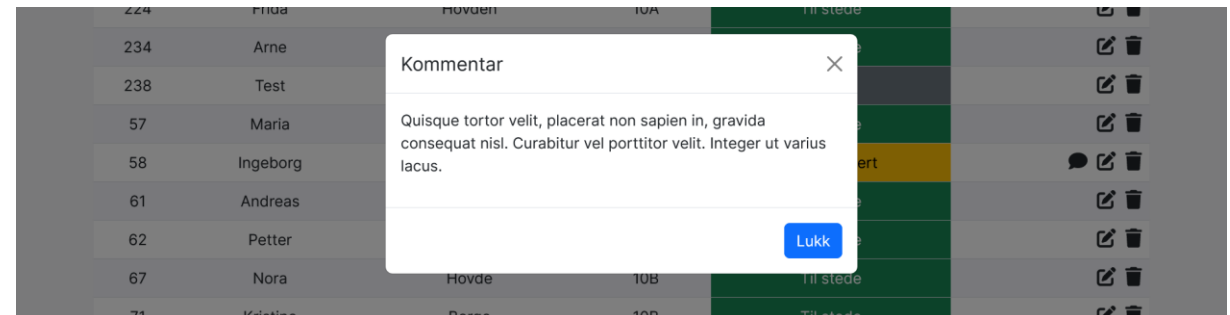 224 Frida Hovden 10A Til stede
234 Arne
238 Test
57 Maria
58 Ingeborg ert
61 Andreas
62 Petter
67 Nora Hovde 10B Til stede
71
Kommentar
Quisque tortor velit, placerat non sapien in, gravida
consequat nisl. Curabitur vel porttitor velit. Integer ut varius
lacus.
Lukk